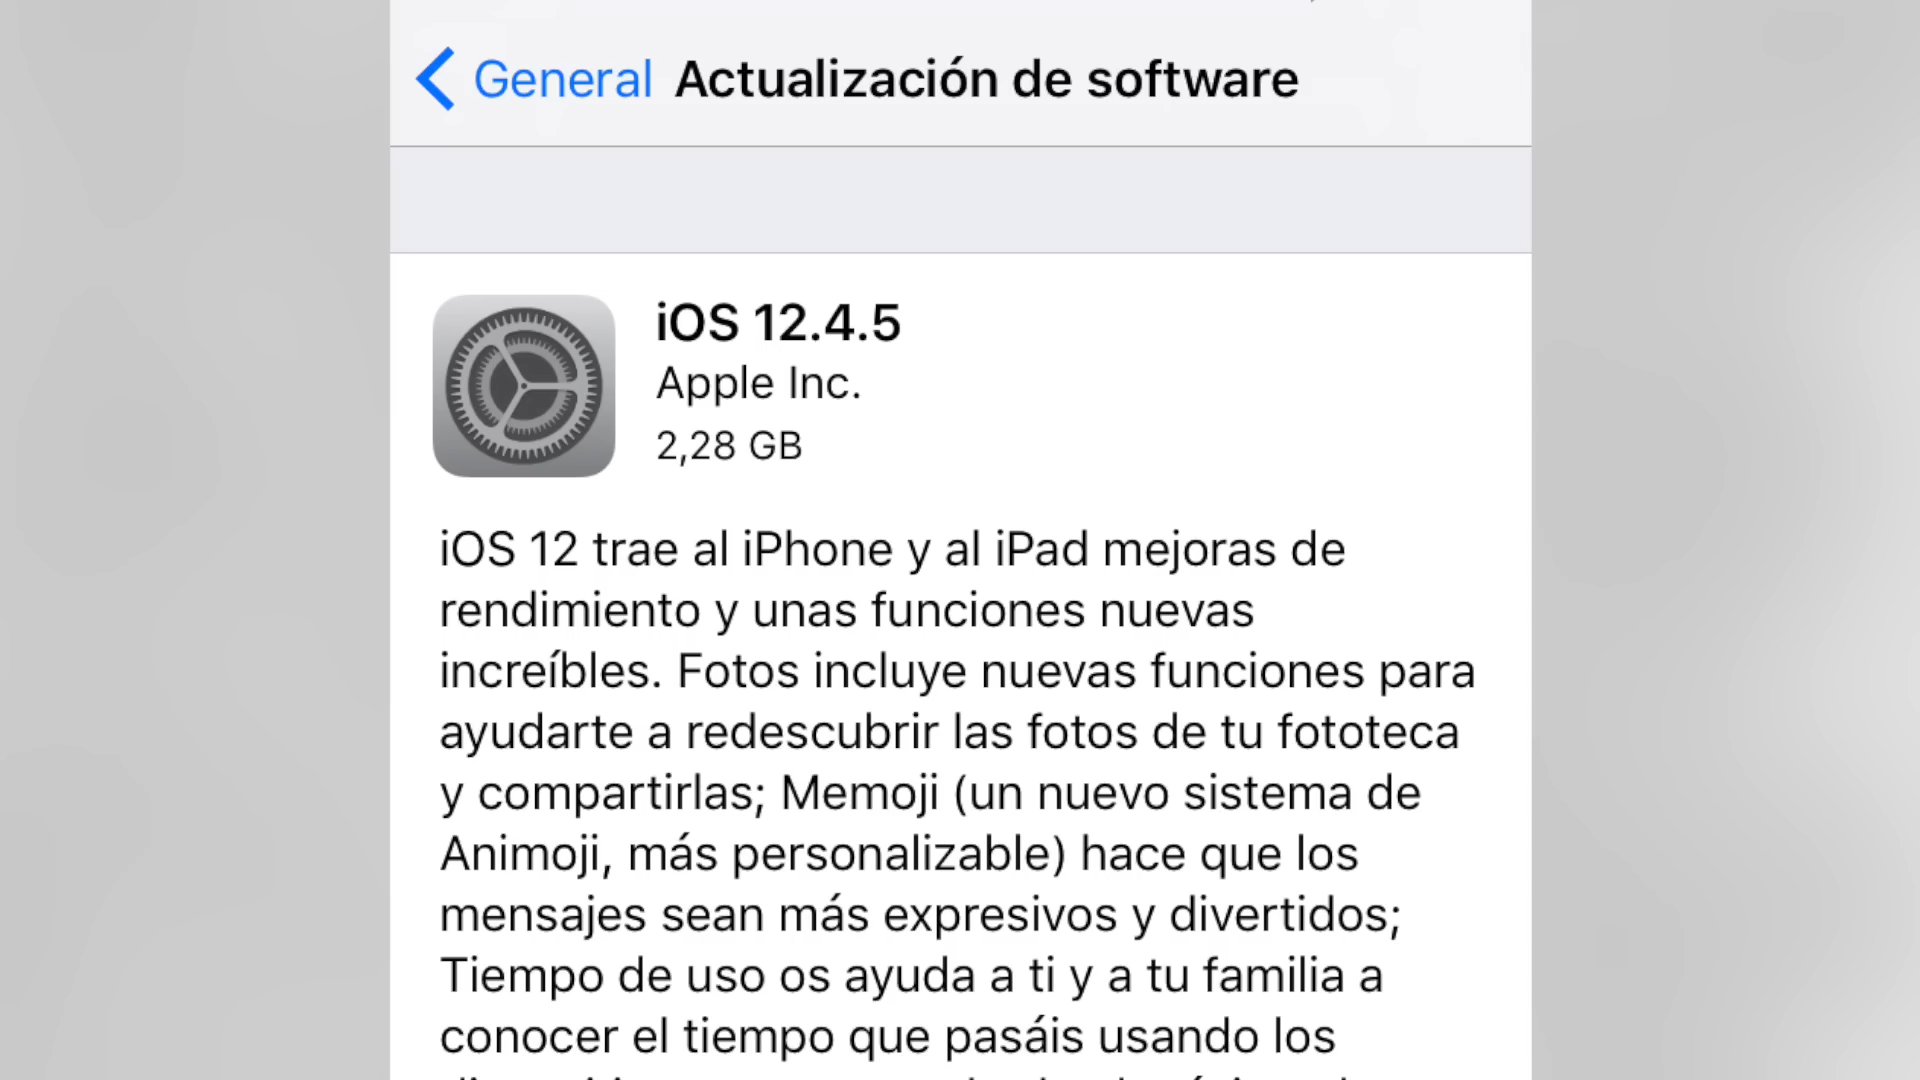 General Actualización de software
iOS 12.4.5
Apple Inc.
2,28 GB
iOS 12 trae al iPhone y al iPad mejoras de
rendimiento y unas funciones nuevas
increíbles. Fotos incluye nuevas funciones para
ayudarte a redescubrir las fotos de tu fototeca
y compartirlas; Memoji (un nuevo sistema de
Animoji, más personalizable) hace que los
mensajes sean más expresivos y divertidos;
Tiempo de uso os ayuda a ti y a tu familia a
conocer el tiempo que pasáis usando los